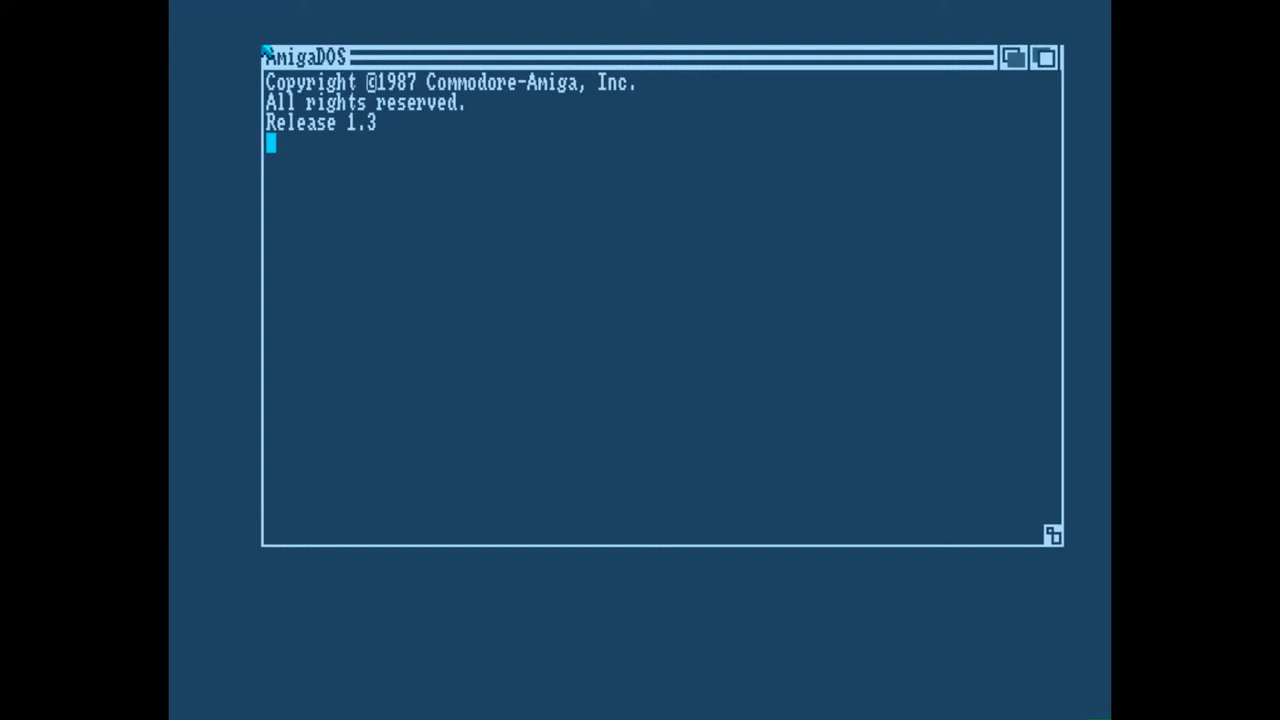 AmigaDOS
Copyright ©1987 Commodore-Amiga, Inc.
All rights reserved.
Release 1.3